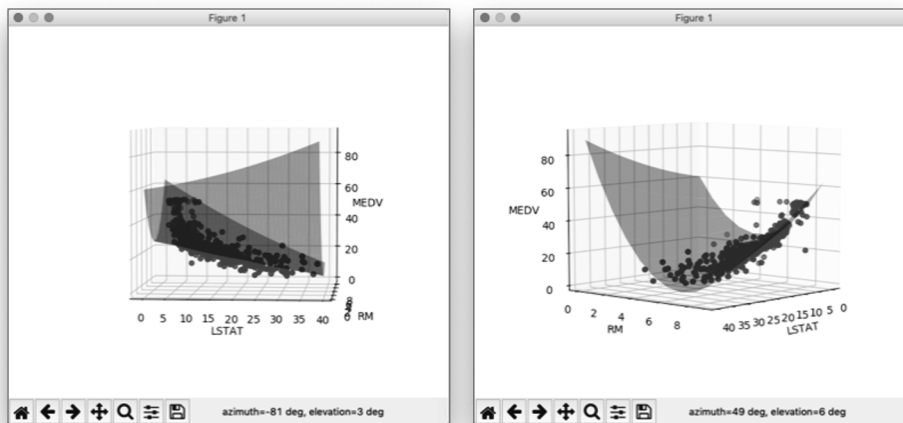 Figure 1
80
60
MEDV
40
20
0
8
6 RM
0 5 10 15 20 25 30 35 40
LSTAT
azimuth=-81 deg, elevation=3 deg
Figure 1
80
60
MEDV
40
20
0
0 2 4 6 8
RM
40 35 30 25 20 15 10 5 0
LSTAT
azimuth=49 deg, elevation=6 deg